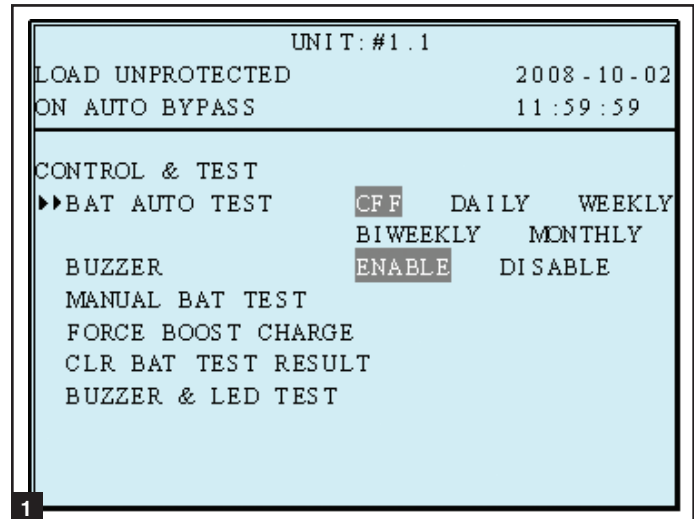 UNIT:#1.1
LOAD UNPROTECTED 2008-10-02
ON AUTO BYPASS 11:59:59
CONTROL & TEST
▶▶BAT AUTO TEST CFF DAILY WEEKLY
BIWEEKLY MONTHLY
BUZZER ENABLE DISABLE
MANUAL BAT TEST
FORCE BOOST CHARGE
CLR BAT TEST RESULT
BUZZER & LED TEST
1